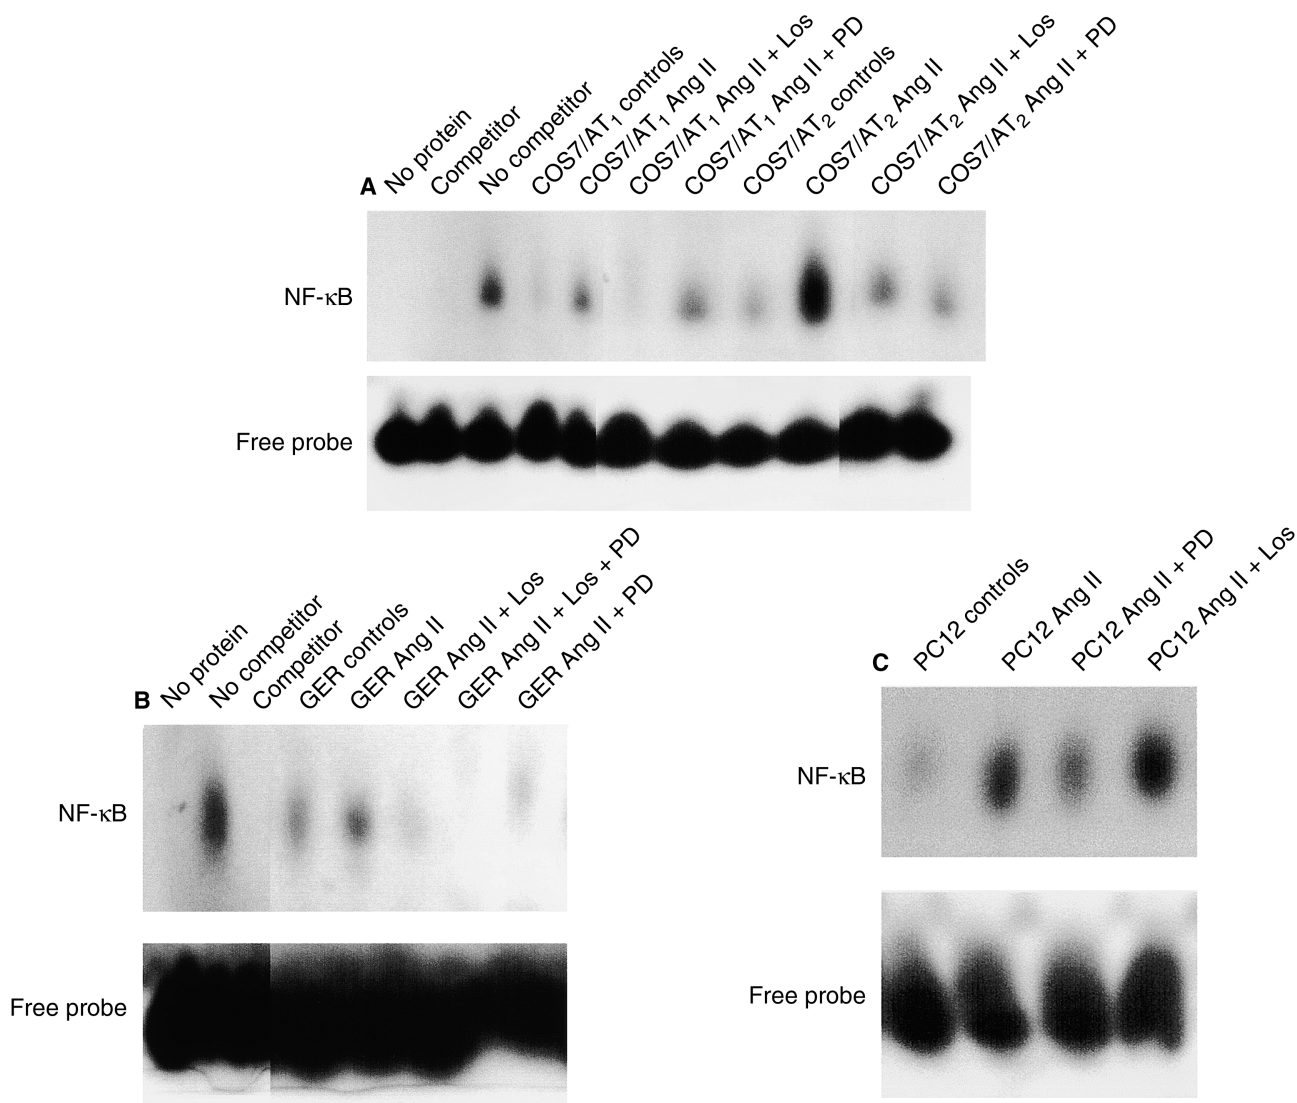 A
No protein
Competitor
No competitor
COS7/AT1 controls
COS7/AT1 Ang II
COS7/AT1 Ang II + Los
COS7/AT1 Ang II + PD
COS7/AT2 controls
COS7/AT2 Ang II
COS7/AT2 Ang II + Los
COS7/AT2 Ang II + PD
NF-κB
Free probe
B
No protein
No competitor
Competitor
GER controls
GER Ang II
GER Ang II + Los
GER Ang II + Los + PD
GER Ang II + PD
NF-κB
Free probe
C
PC12 controls
PC12 Ang II
PC12 Ang II + PD
PC12 Ang II + Los
NF-κB
Free probe